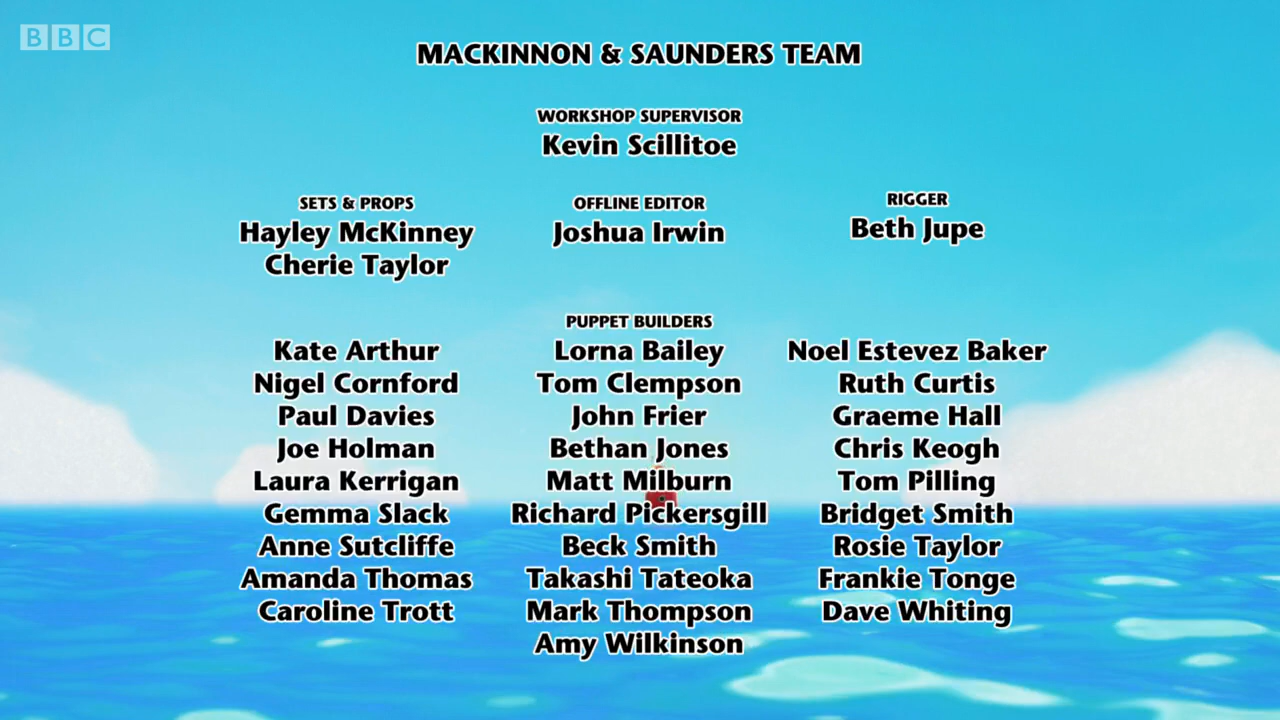 BBC
MACKINNON & SAUNDERS TEAM
WORKSHOP SUPERVISOR
Kevin Scillitoe
SETS & PROPS
Hayley McKinney
Cherie Taylor
OFFLINE EDITOR
Joshua Irwin
RIGGER
Beth Jupe
PUPPET BUILDERS
Kate Arthur Lorna Bailey Noel Estevez Baker
Nigel Cornford Tom Clempson Ruth Curtis
Paul Davies John Frier Graeme Hall
Joe Holman Bethan Jones Chris Keogh
Laura Kerrigan Matt Milburn Tom Pilling
Gemma Slack Richard Pickersgill Bridget Smith
Anne Sutcliffe Beck Smith Rosie Taylor
Amanda Thomas Takashi Tateoka Frankie Tonge
Caroline Trott Mark Thompson Dave Whiting
Amy Wilkinson